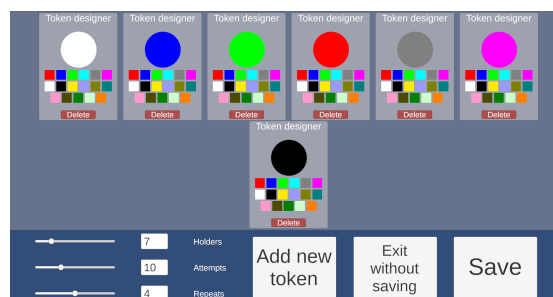 Token designer Token designer Token designer Token designer Token designer Token designer
Delete Delete Delete Delete Delete Delete
Token designer
Delete
7 Holders
10 Attempts
4 Repeats
Add new
token
Exit
without
saving
Save